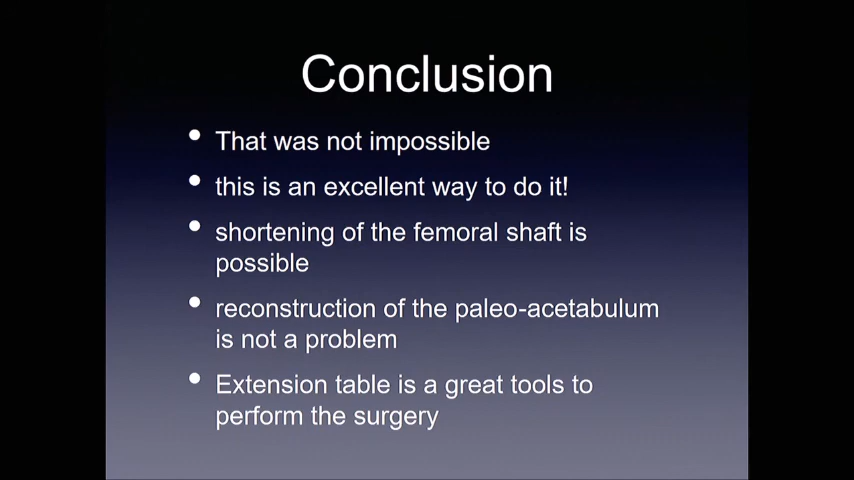 Conclusion
• That was not impossible
• this is an excellent way to do it!
• shortening of the femoral shaft is
possible
• reconstruction of the paleo-acetabulum
is not a problem
• Extension table is a great tools to
perform the surgery